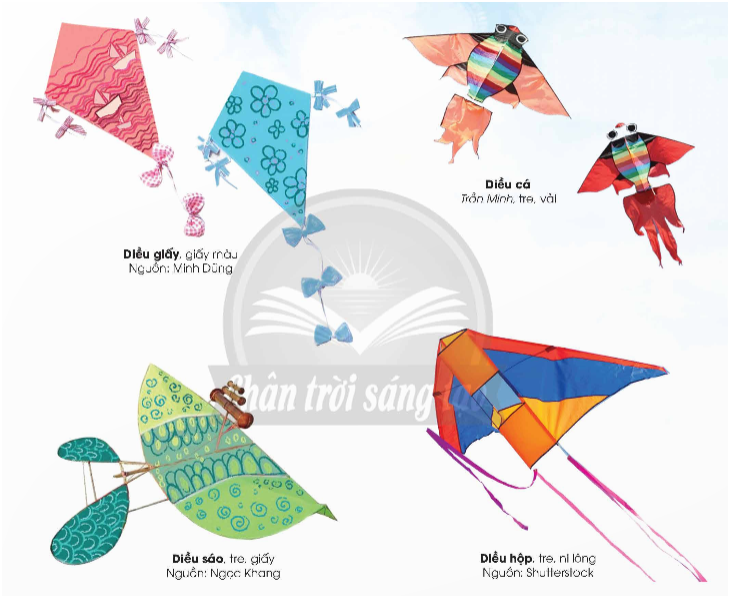 Diều cá
Trần Minh, tre, vải
Diều giấy, giấy màu
Nguồn: Minh Dũng
Chân trời sáng tạo
Diều sáo, tre, giấy
Nguồn: Ngọc Khang
Diều hộp, tre, ni lông
Nguồn: Shutterstock